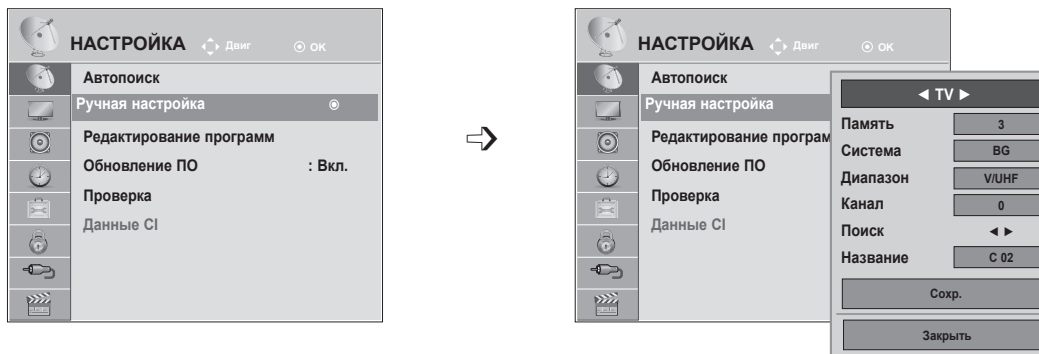 НАСТРОЙКА Двиг ОК
Автопоиск
Ручная настройка
Редактирование программ
Обновление ПО : Вкл.
Проверка
Данные CI
НАСТРОЙКА Двиг ОК
Автопоиск
Ручная настройка
Редактирование програм
Обновление ПО
Проверка
Данные CI
◄ TV ►
Память 3
Система BG
Диапазон V/UHF
Канал 0
Поиск ◄ ►
Название C 02
Сохр.
Закрыть